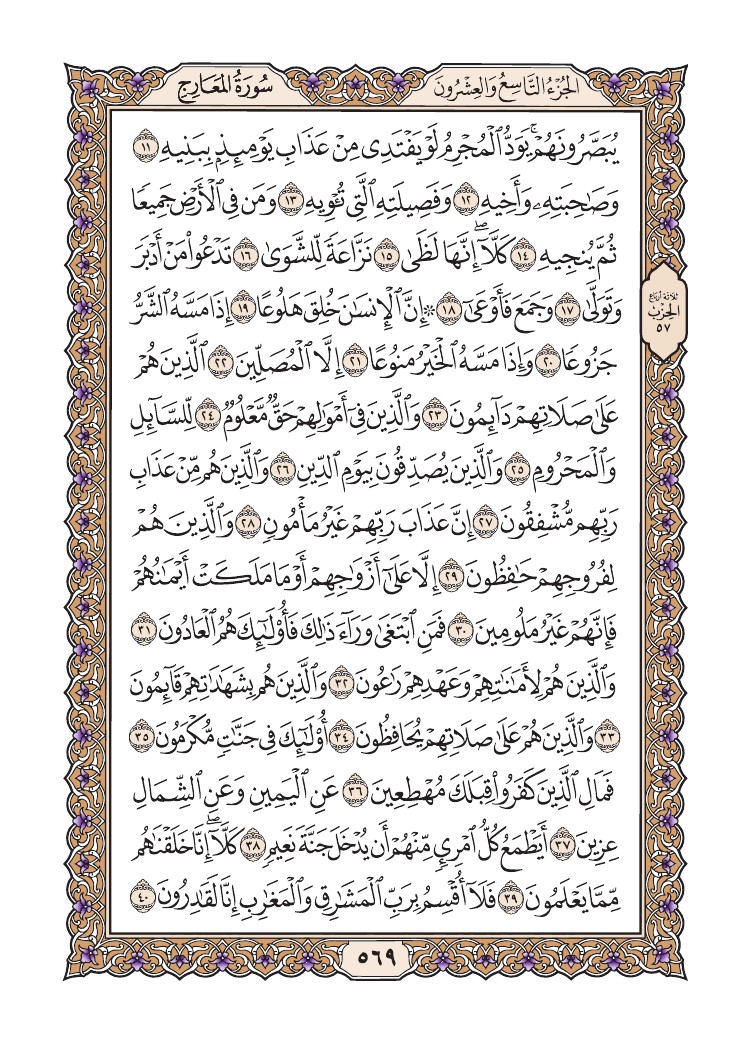 الجُزْءُ التَّاسِعُ وَالعِشْرُونَ
سُورَةُ المَعَارِجِ
يُبَصَّرُونَهُمْۚ يَوَدُّ ٱلْمُجْرِمُ لَوْ يَفْتَدِى مِنْ عَذَابِ يَوْمِئِذٍۭ بِبَنِيهِ ١١
وَصَٰحِبَتِهِۦ وَأَخِيهِ ١٢ وَفَصِيلَتِهِ ٱلَّتِى تُـْٔوِيهِ ١٣ وَمَن فِى ٱلْأَرْضِ جَمِيعًا
ثُمَّ يُنجِيهِ ١٤ كَلَّآۖ إِنَّهَا لَظَىٰ ١٥ نَزَّاعَةً لِّلشَّوَىٰ ١٦ تَدْعُوا۟ مَنْ أَدْبَرَ
وَتَوَلَّىٰ ١٧ وَجَمَعَ فَأَوْعَىٰٓ ١٨ ۞ إِنَّ ٱلْإِنسَٰنَ خُلِقَ هَلُوعًا ١٩ إِذَا مَسَّهُ ٱلشَّرُّ
جَزُوعًا ٢٠ وَإِذَا مَسَّهُ ٱلْخَيْرُ مَنُوعًا ٢١ إِلَّا ٱلْمُصَلِّينَ ٢٢ ٱلَّذِينَ هُمْ
عَلَىٰ صَلَاتِهِمْ دَآئِمُونَ ٢٣ وَٱلَّذِينَ فِىٓ أَمْوَٰلِهِمْ حَقٌّ مَّعْلُومٌ ٢٤ لِّلسَّآئِلِ
وَٱلْمَحْرُومِ ٢٥ وَٱلَّذِينَ يُصَدِّقُونَ بِيَوْمِ ٱلدِّينِ ٢٦ وَٱلَّذِينَ هُم مِّنْ عَذَابِ
رَبِّهِم مُّشْفِقُونَ ٢٧ إِنَّ عَذَابَ رَبِّهِمْ غَيْرُ مَأْمُونٍ ٢٨ وَٱلَّذِينَ هُمْ
لِفُرُوجِهِمْ حَٰفِظُونَ ٢٩ إِلَّا عَلَىٰٓ أَزْوَٰجِهِمْ أَوْ مَا مَلَكَتْ أَيْمَٰنُهُمْ
فَإِنَّهُمْ غَيْرُ مَلُومِينَ ٣٠ فَمَنِ ٱبْتَغَىٰ وَرَآءَ ذَٰلِكَ فَأُو۟لَٰٓئِكَ هُمُ ٱلْعَادُونَ ٣١
وَٱلَّذِينَ هُمْ لِأَمَٰنَٰتِهِمْ وَعَهْدِهِمْ رَٰعُونَ ٣٢ وَٱلَّذِينَ هُم بِشَهَٰدَٰتِهِمْ قَآئِمُونَ
٣٣ وَٱلَّذِينَ هُمْ عَلَىٰ صَلَاتِهِمْ يُحَافِظُونَ ٣٤ أُو۟لَٰٓئِكَ فِى جَنَّٰتٍ مُّكْرَمُونَ ٣٥
فَمَالِ ٱلَّذِينَ كَفَرُوا۟ قِبَلَكَ مُهْطِعِينَ ٣٦ عَنِ ٱلْيَمِينِ وَعَنِ ٱلشِّمَالِ
عِزِينَ ٣٧ أَيَطْمَعُ كُلُّ ٱمْرِئٍ مِّنْهُمْ أَن يُدْخَلَ جَنَّةَ نَعِيمٍ ٣٨ كَلَّآۖ إِنَّا خَلَقْنَٰهُم
مِّمَّا يَعْلَمُونَ ٣٩ فَلَآ أُقْسِمُ بِرَبِّ ٱلْمَشَٰرِقِ وَٱلْمَغَٰرِبِ إِنَّا لَقَٰدِرُونَ ٤٠
ثلاثة أرباع
الحزب
٥٧
٥٦٩